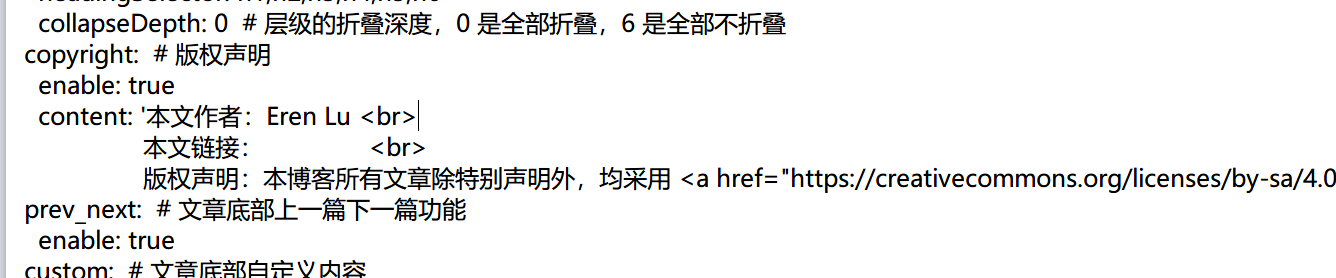 collapseDepth: 0  # 层级的折叠深度，0 是全部折叠，6 是全部不折叠
copyright:  # 版权声明
enable: true
content: '本文作者：Eren Lu <br>
本文链接： <br>
版权声明：本博客所有文章除特别声明外，均采用 <a href="https://creativecommons.org/licenses/by-sa/4.0
prev_next:  # 文章底部上一篇下一篇功能
enable: true
custom:  # 文章底部自定义内容